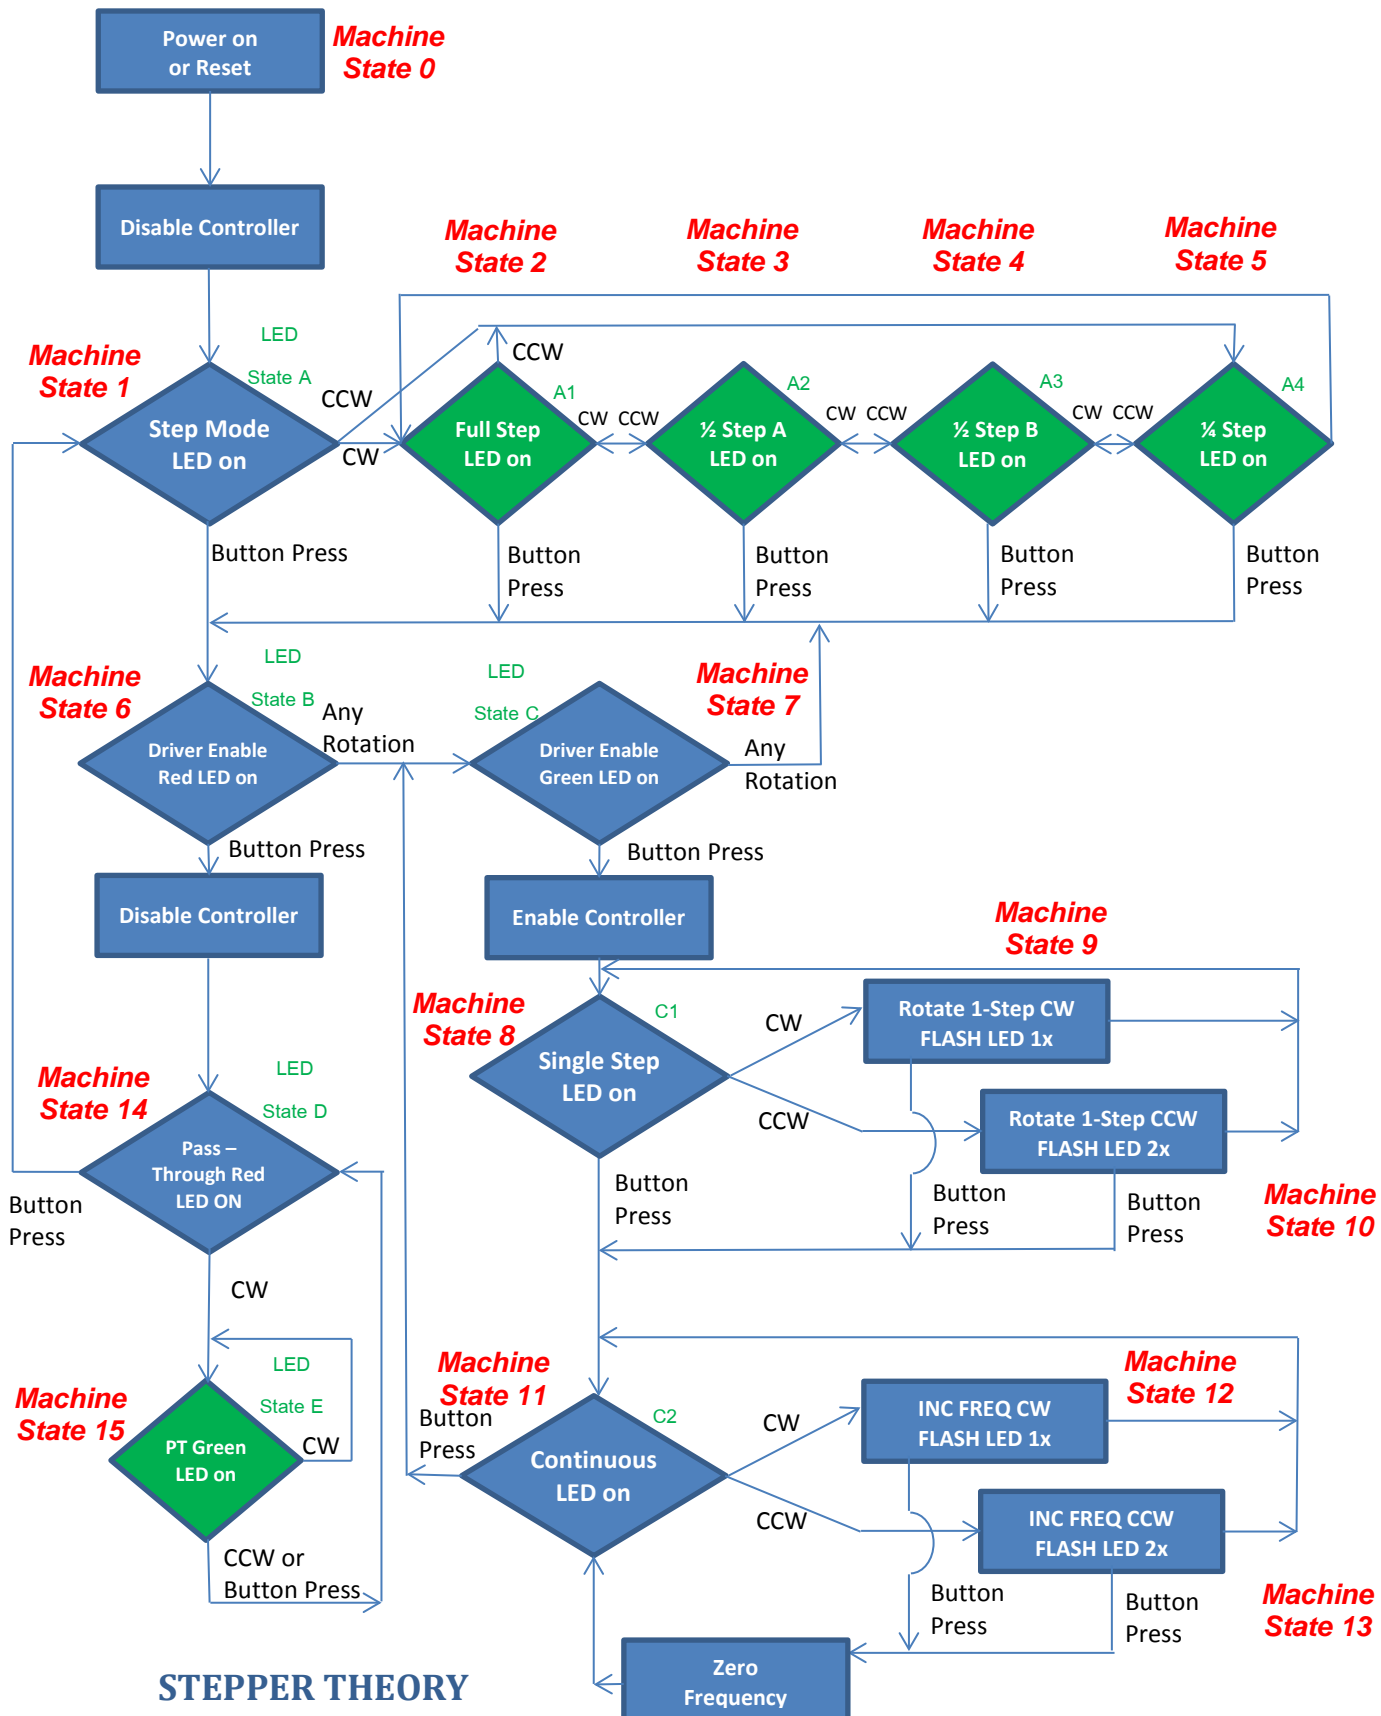 Power on
or Reset
Machine
State 0
Disable Controller
Machine
State 2
Machine
State 3
Machine
State 4
Machine
State 5
LED
State A
Machine
State 1
Step Mode
LED on
CCW
CW
CCW
Full Step
LED on
A1
CW
CCW
½ Step A
LED on
A2
CW
CCW
½ Step B
LED on
A3
CW
CCW
¼ Step
LED on
A4
Button Press
Button
Press
Button
Press
Button
Press
Button
Press
Machine
State 6
LED
State B
Driver Enable
Red LED on
Any
Rotation
LED
State C
Driver Enable
Green LED on
Machine
State 7
Any
Rotation
Button Press
Button Press
Disable Controller
Enable Controller
Machine
State 9
Machine
State 8
C1
Single Step
LED on
CW
CCW
Rotate 1-Step CW
FLASH LED 1x
Rotate 1-Step CCW
FLASH LED 2x
Machine
State 10
Button
Press
Button
Press
Button
Press
Machine
State 14
LED
State D
Pass –
Through Red
LED ON
Button
Press
CW
Machine
State 15
LED
State E
PT Green
LED on
CW
CCW or
Button Press
Machine
State 11
C2
Button
Press
Continuous
LED on
CW
CCW
INC FREQ CW
FLASH LED 1x
Machine
State 12
INC FREQ CCW
FLASH LED 2x
Machine
State 13
Button
Press
Button
Press
Zero
Frequency
STEPPER THEORY